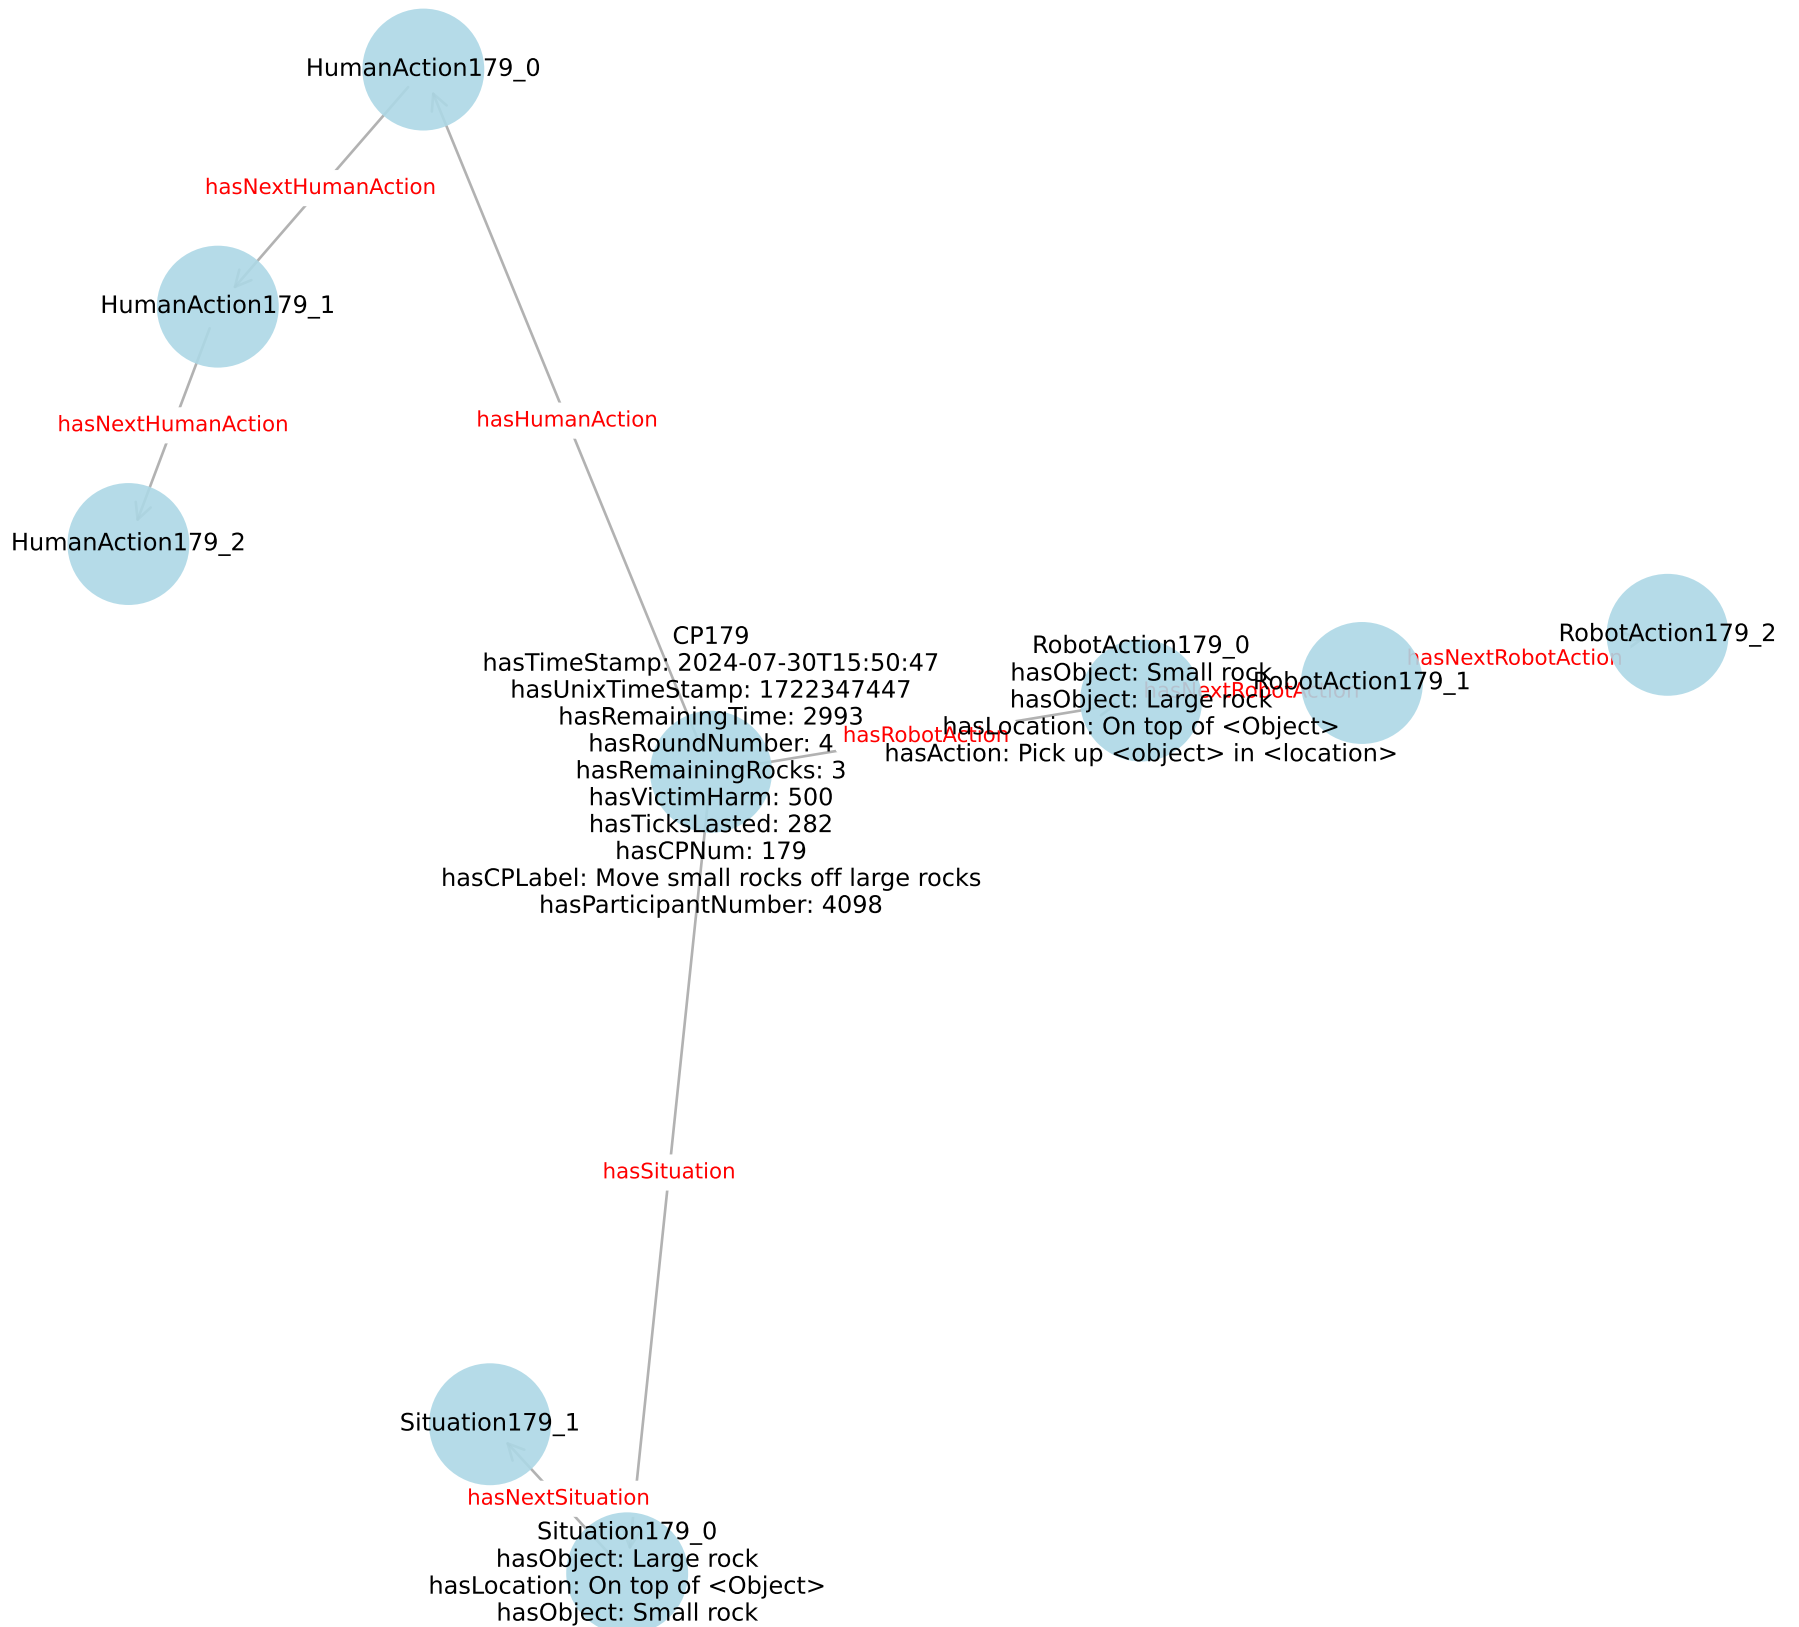 HumanAction179_0
hasNextHumanAction
HumanAction179_1
hasHumanAction
hasNextHumanAction
HumanAction179_2
CP179
hasTimeStamp: 2024-07-30T15:50:47
hasUnixTimeStamp: 1722347447
hasRemainingTime: 2993
hasRoundNumber: 4
hasRemainingRocks: 3
hasVictimHarm: 500
hasTicksLasted: 282
hasCPNum: 179
hasCPLabel: Move small rocks off large rocks
hasParticipantNumber: 4098
hasRobotAction
RobotAction179_0
hasObject: Small rock
hasObject: Large rock
hasLocation: On top of <Object>
hasAction: Pick up <object> in <location>
hasNextRobotAction
RobotAction179_1
hasNextRobotAction
RobotAction179_2
hasSituation
Situation179_1
hasNextSituation
Situation179_0
hasObject: Large rock
hasLocation: On top of <Object>
hasObject: Small rock